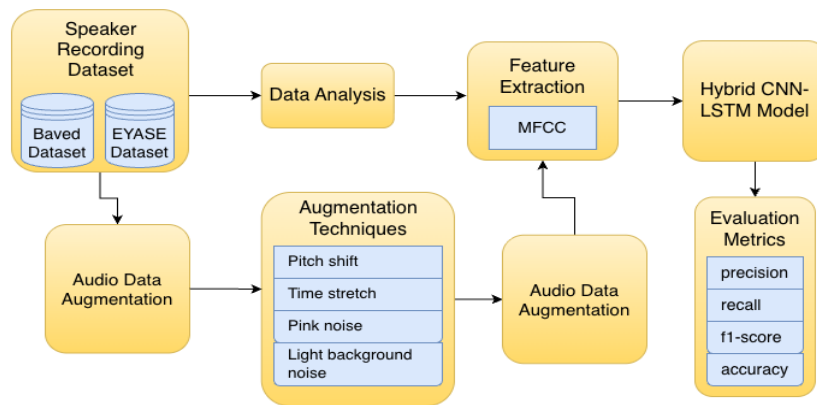 Speaker
Recording
Dataset
Baved
Dataset
EYASE
Dataset
Data Analysis
Feature
Extraction
MFCC
Hybrid CNN-
LSTM Model
Audio Data
Augmentation
Augmentation
Techniques
Pitch shift
Time stretch
Pink noise
Light background
noise
Audio Data
Augmentation
Evaluation
Metrics
precision
recall
f1-score
accuracy